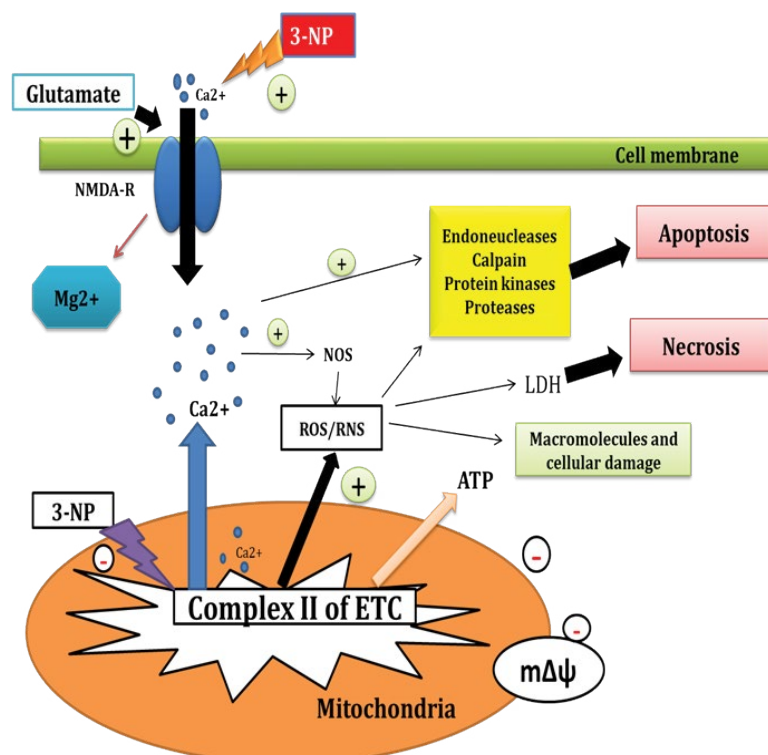 3-NP
Ca2+
+
Glutamate
+
Cell membrane
NMDA-R
Mg2+
+
Endoneucleases
Calpain
Protein kinases
Proteases
Apoptosis
+
NOS
Necrosis
Ca2+
LDH
ROS/RNS
Macromolecules and
cellular damage
ATP
+
3-NP
-
Ca2+
-
Complex II of ETC
-
mΔψ
Mitochondria